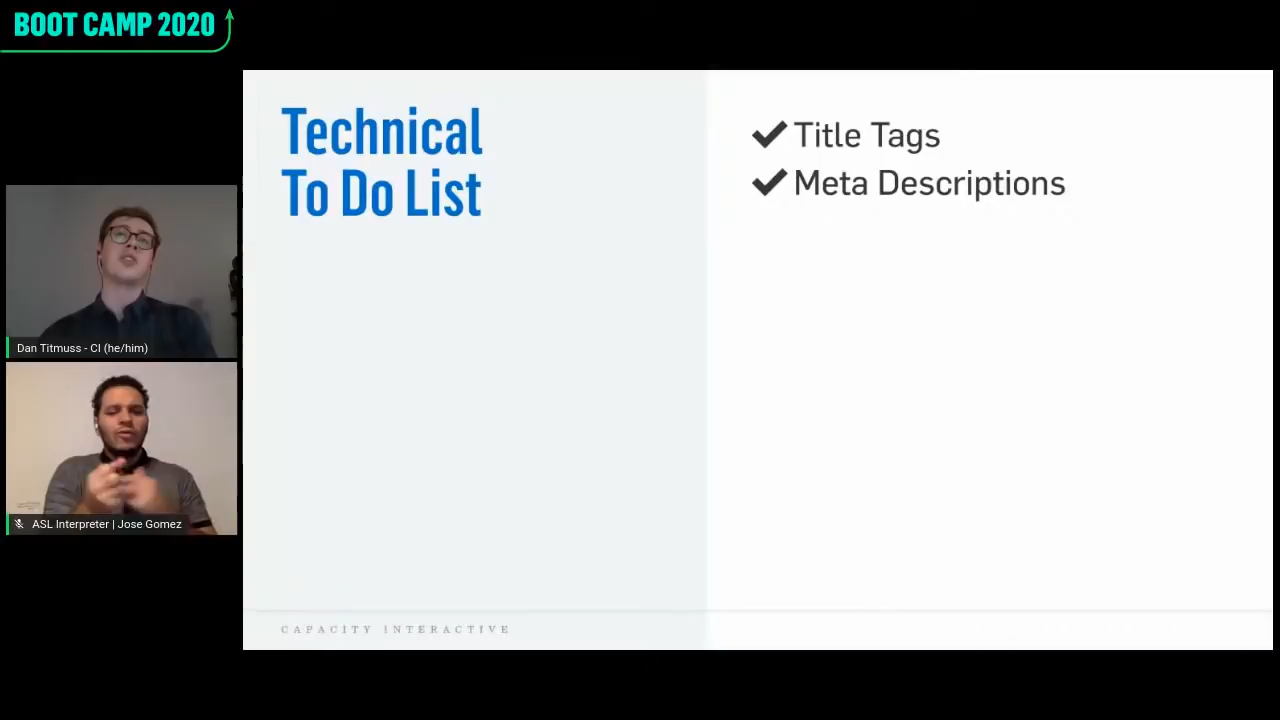 BOOT CAMP 2020
Technical
To Do List
✔ Title Tags
✔ Meta Descriptions
Dan Titmuss - CI (he/him)
ASL Interpreter | Jose Gomez
CAPACITY INTERACTIVE